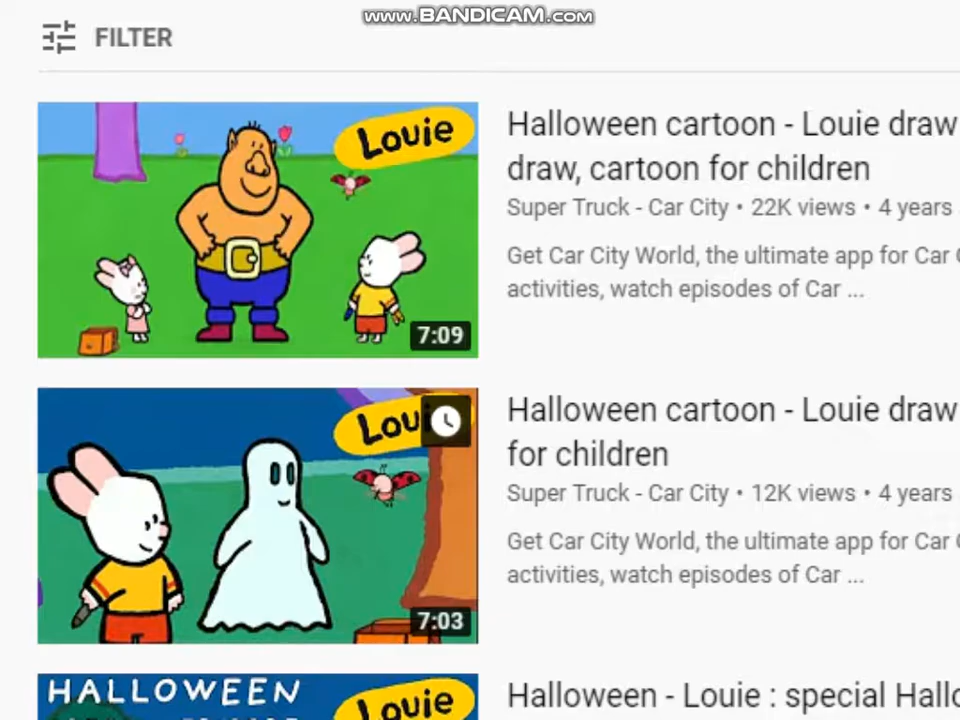 www.BANDICAM.com
FILTER
Louie
7:09
Halloween cartoon - Louie draw
draw, cartoon for children
Super Truck - Car City • 22K views • 4 years
Get Car City World, the ultimate app for Car
activities, watch episodes of Car ...
Loui
7:03
Halloween cartoon - Louie draw
for children
Super Truck - Car City • 12K views • 4 years
Get Car City World, the ultimate app for Car
activities, watch episodes of Car ...
HALLOWEEN
Louie
Halloween - Louie : special Hallo